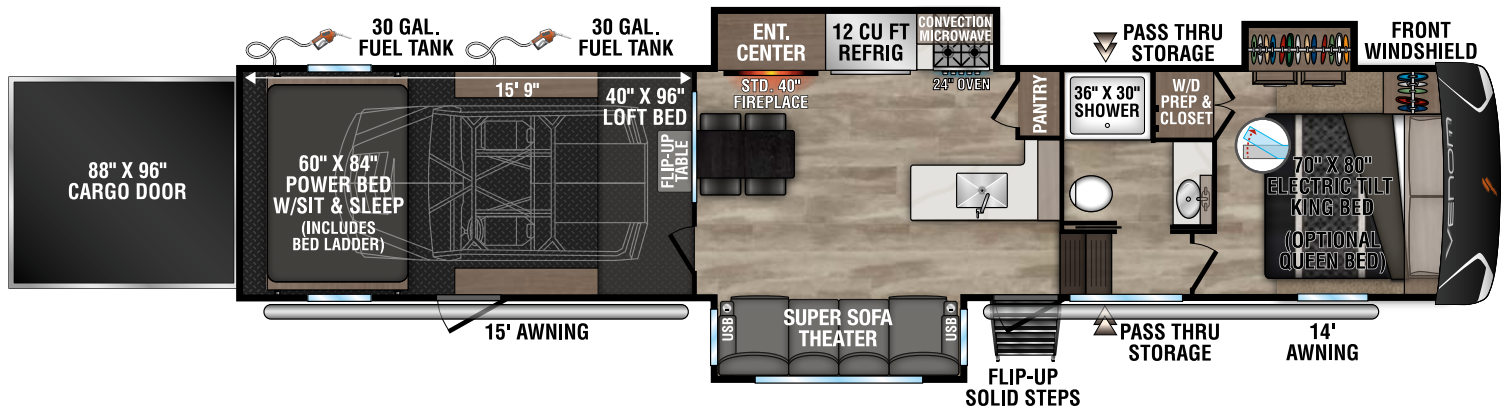 30 GAL.
FUEL TANK
30 GAL.
FUEL TANK
ENT.
CENTER
12 CU FT
REFRIG
CONVECTION
MICROWAVE
PASS THRU
STORAGE
FRONT
WINDSHIELD
15' 9"
40" X 96"
LOFT BED
STD. 40"
FIREPLACE
24" OVEN
PANTRY
36" X 30"
SHOWER
W/D
PREP &
CLOSET
88" X 96"
CARGO DOOR
60" X 84"
POWER BED
W/SIT & SLEEP
(INCLUDES
BED LADDER)
FLIP-UP
TABLE
70" X 80"
ELECTRIC TILT
KING BED
(OPTIONAL
QUEEN BED)
VENOM
15' AWNING
USB
SUPER SOFA
THEATER
USB
FLIP-UP
SOLID STEPS
PASS THRU
STORAGE
14'
AWNING